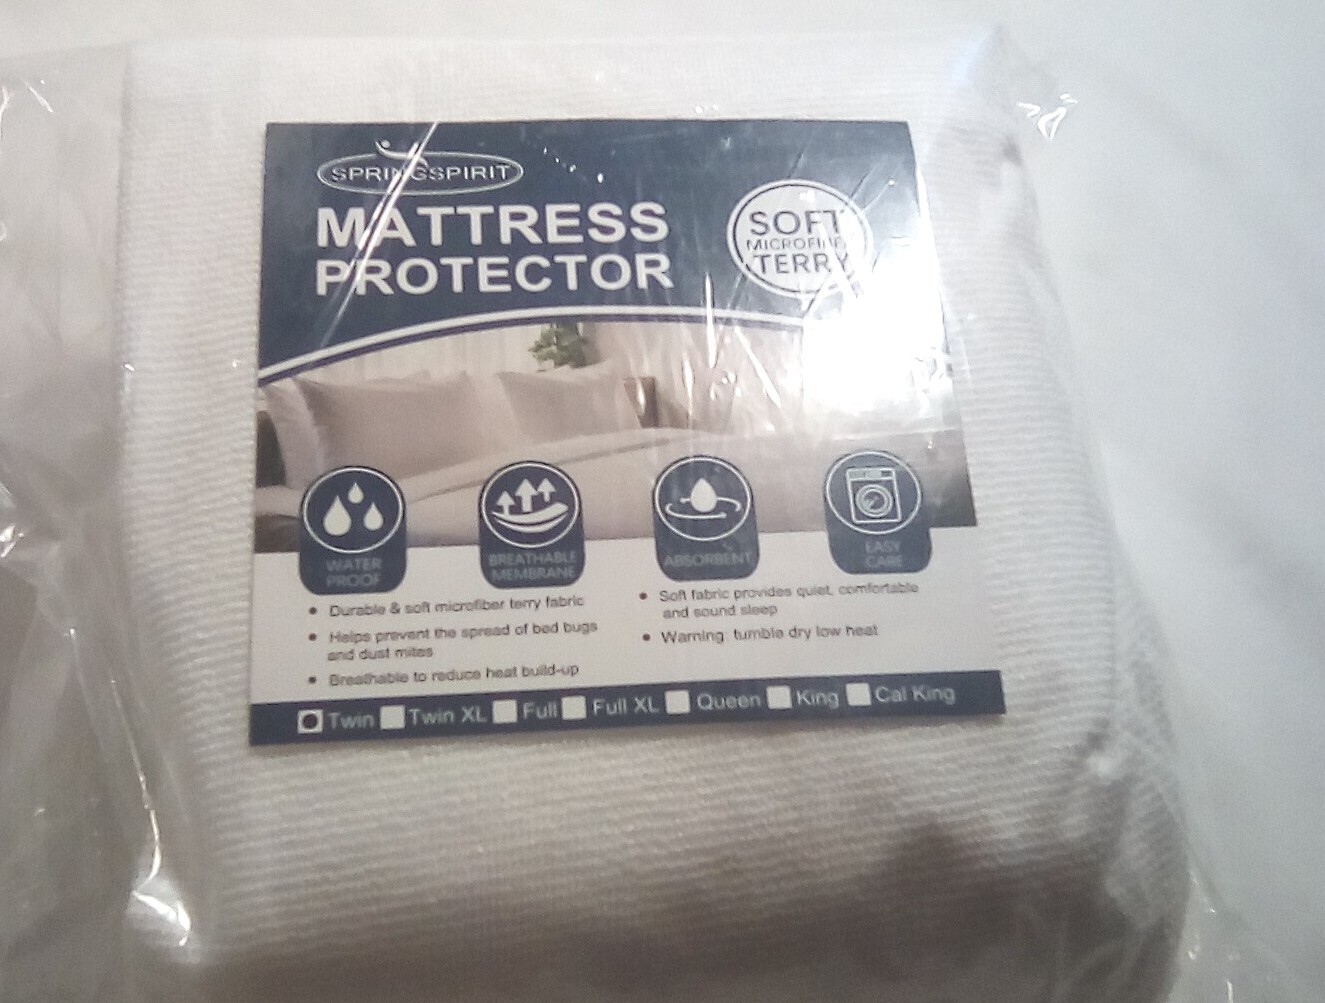 SPRINGSPIRIT
MATTRESS
PROTECTOR
SOFT
MICROFIBER
TERRY
WATER
PROOF
BREATHABLE
MEMBRANE
ABSORBENT
EASY
CARE
• Durable & soft microfiber terry fabric
• Helps prevent the spread of bed bugs
and dust mites
• Breathable to reduce heat build-up
• Soft fabric provides quiet, comfortable
and sound sleep
• Warning: tumble dry low heat
Twin Twin XL Full Full XL Queen King Cal King